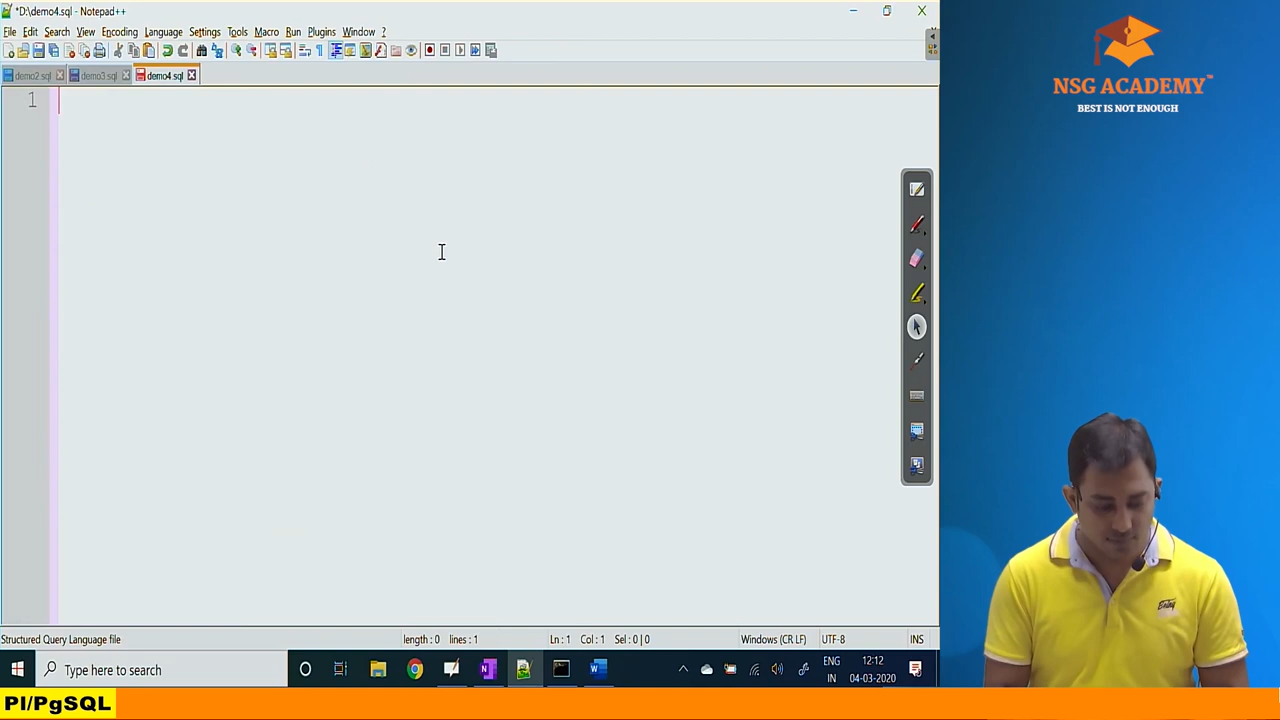 *D:\demo4.sql - Notepad++
File Edit Search View Encoding Language Settings Tools Macro Run Plugins Window ?
demo2.sql demo3.sql demo4.sql
1
NSG ACADEMY™
BEST IS NOT ENOUGH
Structured Query Language file length : 0 lines : 1 Ln : 1 Col : 1 Sel : 0 | 0 Windows (CR LF) UTF-8 INS
Type here to search
ENG
IN
12:12
04-03-2020
Pl/PgSQL